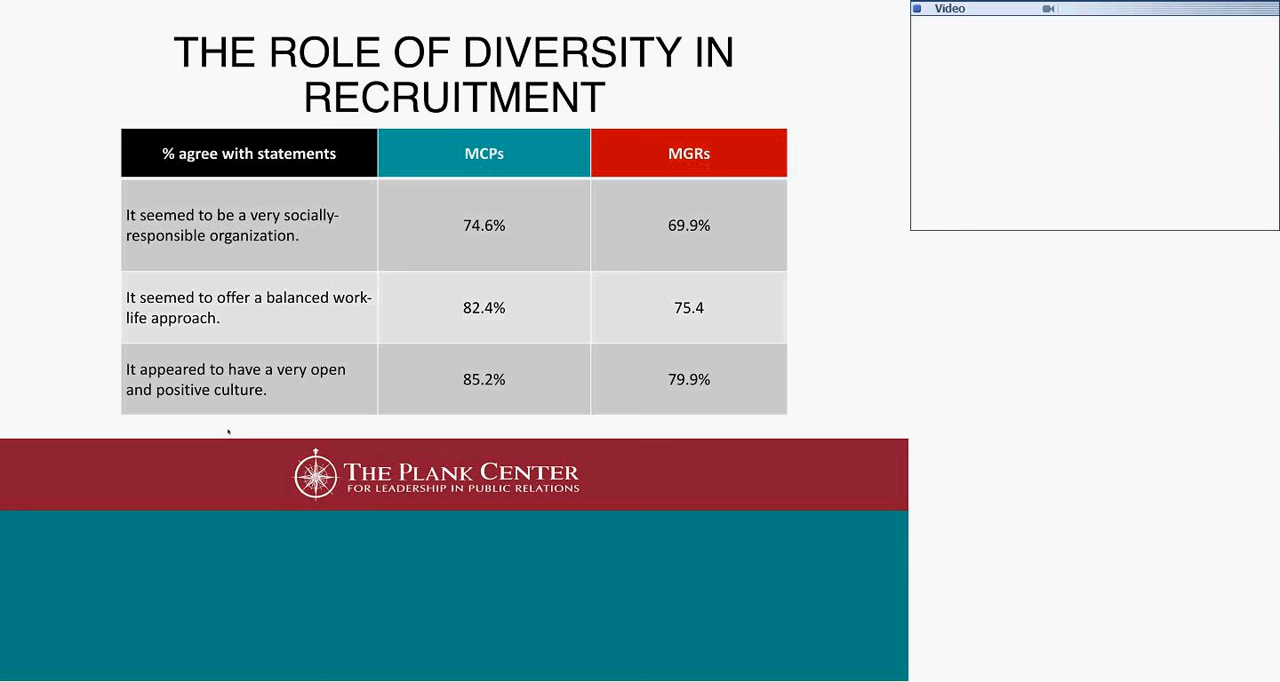 THE ROLE OF DIVERSITY IN
RECRUITMENT
% agree with statements
MCPs
MGRs
It seemed to be a very socially-
responsible organization.
74.6%
69.9%
It seemed to offer a balanced work-
life approach.
82.4%
75.4
It appeared to have a very open
and positive culture.
85.2%
79.9%
THE PLANK CENTER
FOR LEADERSHIP IN PUBLIC RELATIONS
Video